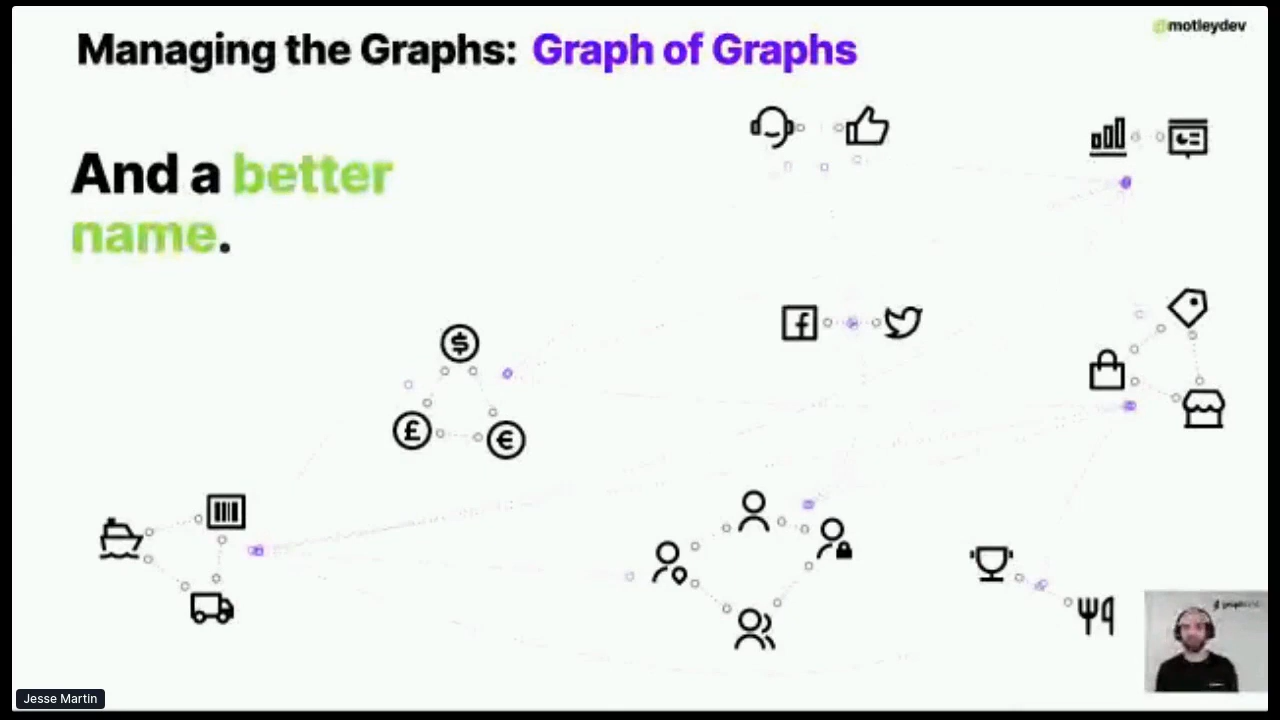 Managing the Graphs: Graph of Graphs
@motleydev
And a better
name.
Jesse Martin